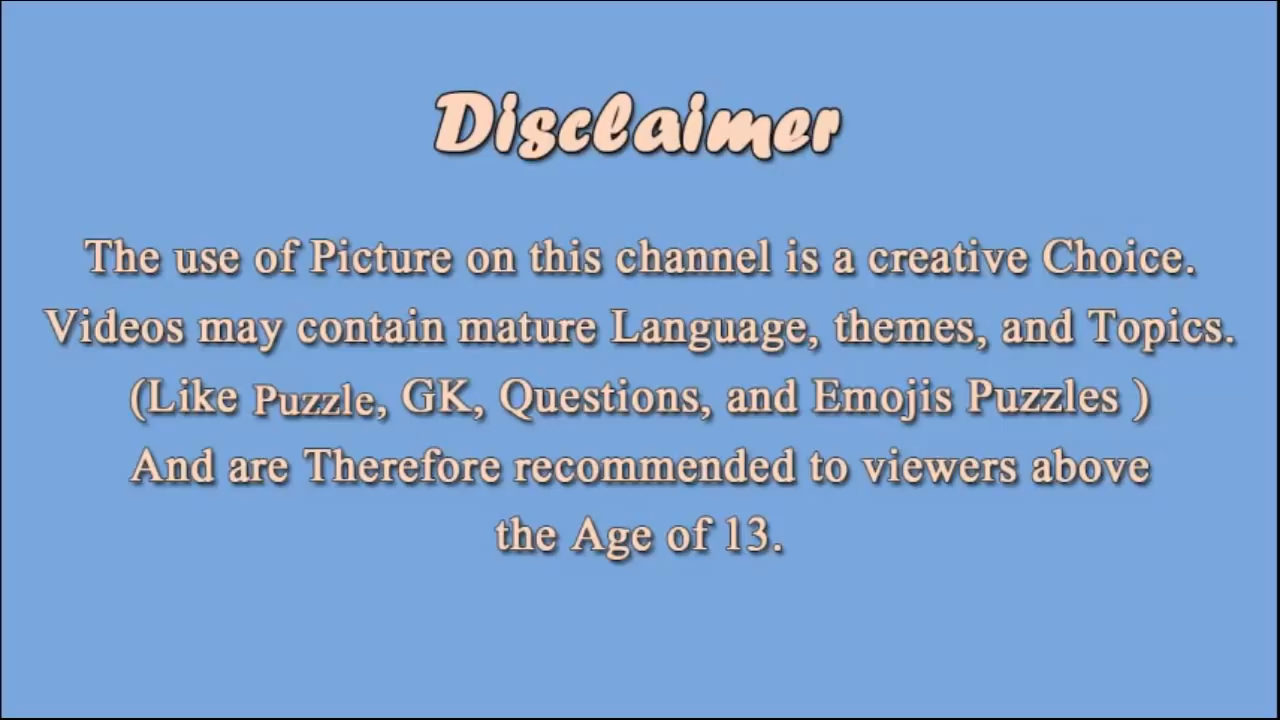 Disclaimer
The use of Picture on this channel is a creative Choice.
Videos may contain mature Language, themes, and Topics.
(Like Puzzle, GK, Questions, and Emojis Puzzles )
And are Therefore recommended to viewers above
the Age of 13.